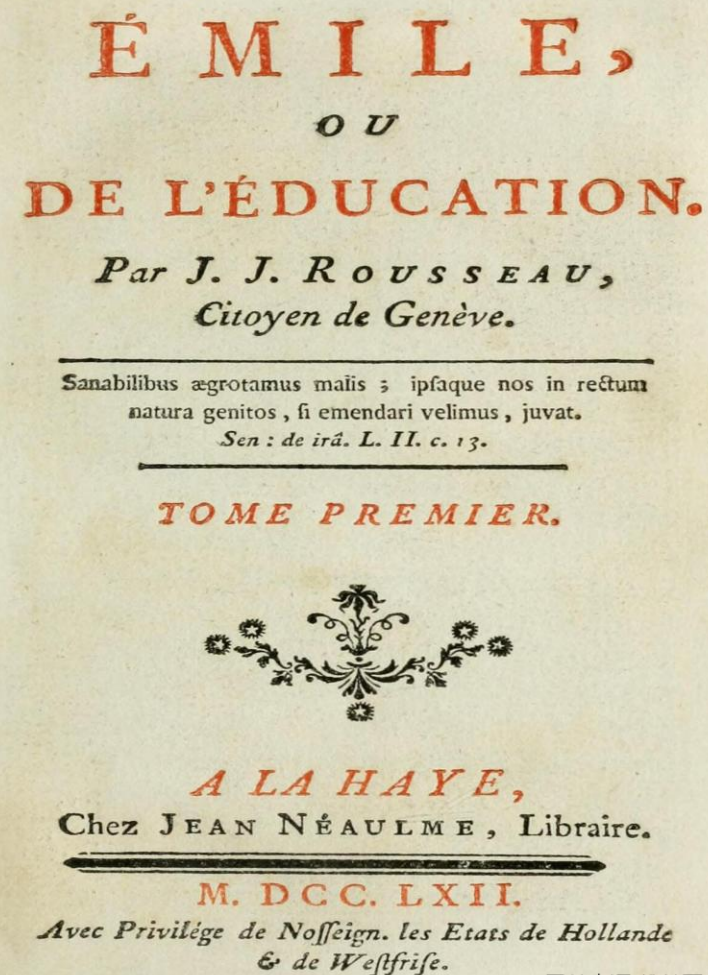 ÉMILE,
OU
DE L'ÉDUCATION.
Par J. J. ROUSSEAU,
Citoyen de Genève.
Sanabilibus ægrotamus malis ; ipſaque nos in rectum
natura genitos , ſi emendari velimus , juvat.
Sen : de irâ. L. II. c. 13.
TOME PREMIER.
A LA HAYE,
Chez JEAN NÉAULME, Libraire.
M. DCC. LXII.
Avec Privilége de Noſſeign. les Etats de Hollande
& de Weſtfriſe.